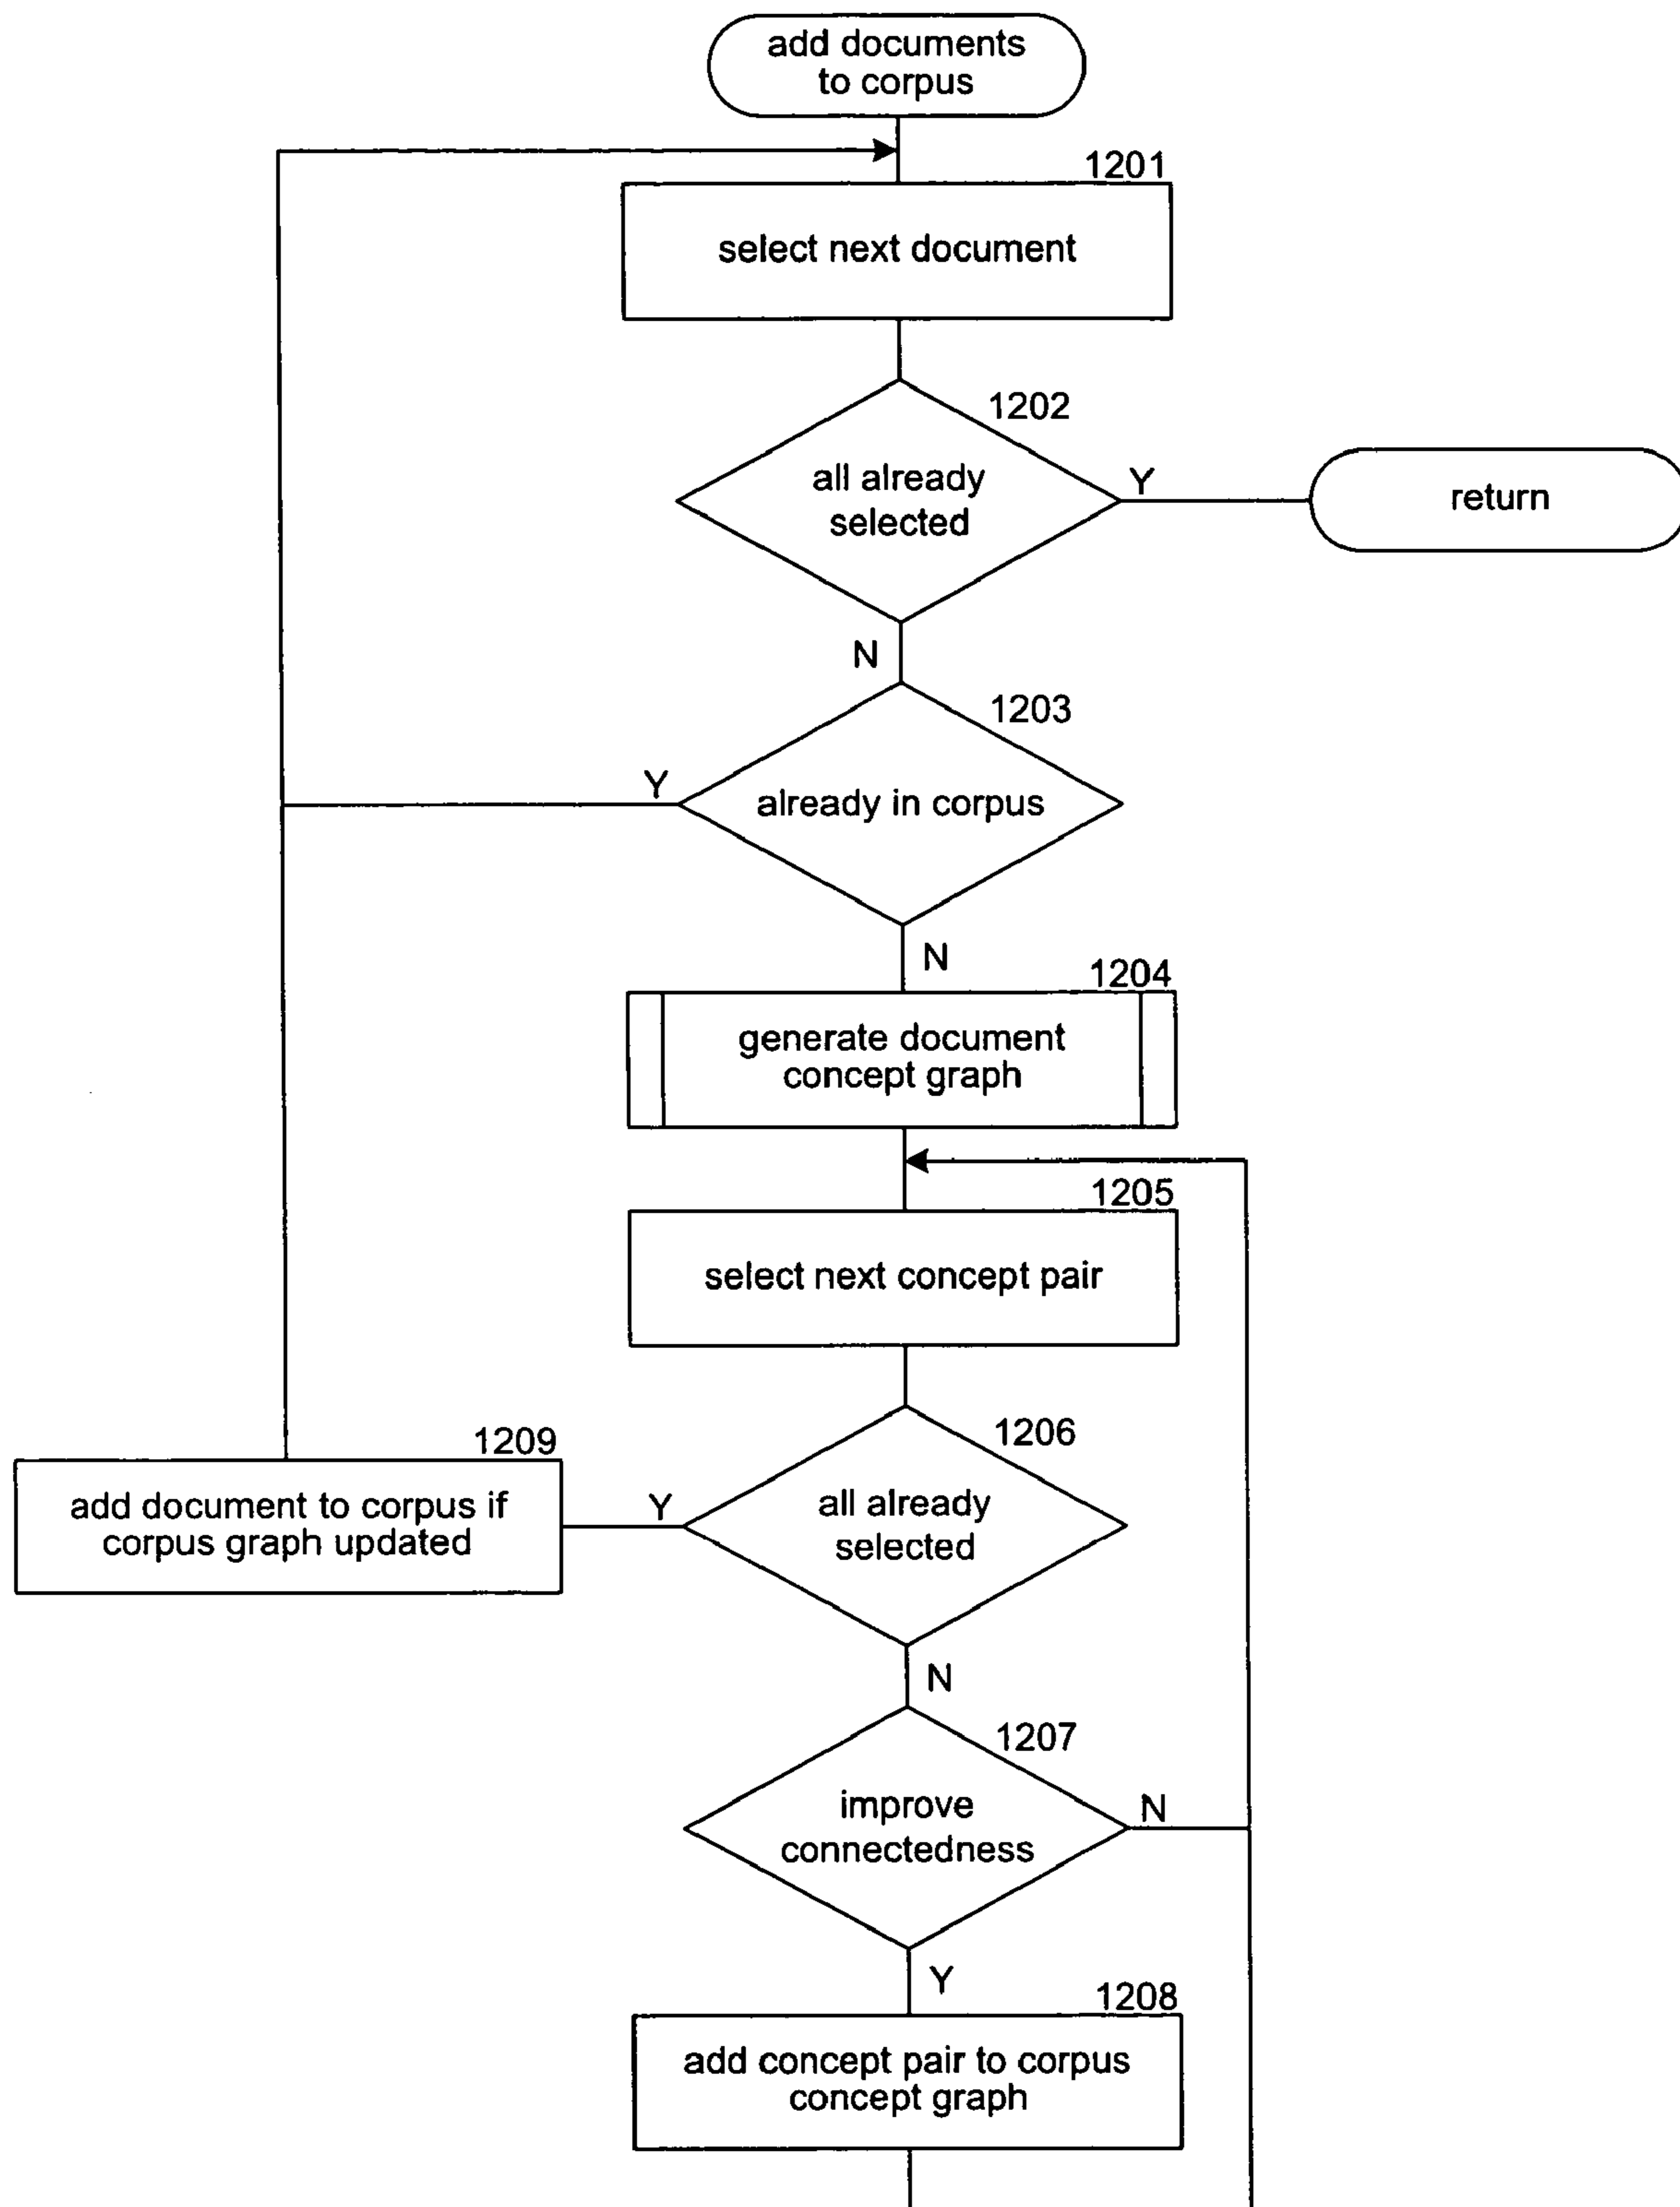 add documents
to corpus
1201
select next document
1202
all already
selected
Y
return
N
1203
Y
already in corpus
N
1204
generate document
concept graph
1205
select next concept pair
1209
add document to corpus if
corpus graph updated
Y
1206
all already
selected
N
1207
improve
connectedness
N
Y
1208
add concept pair to corpus
concept graph